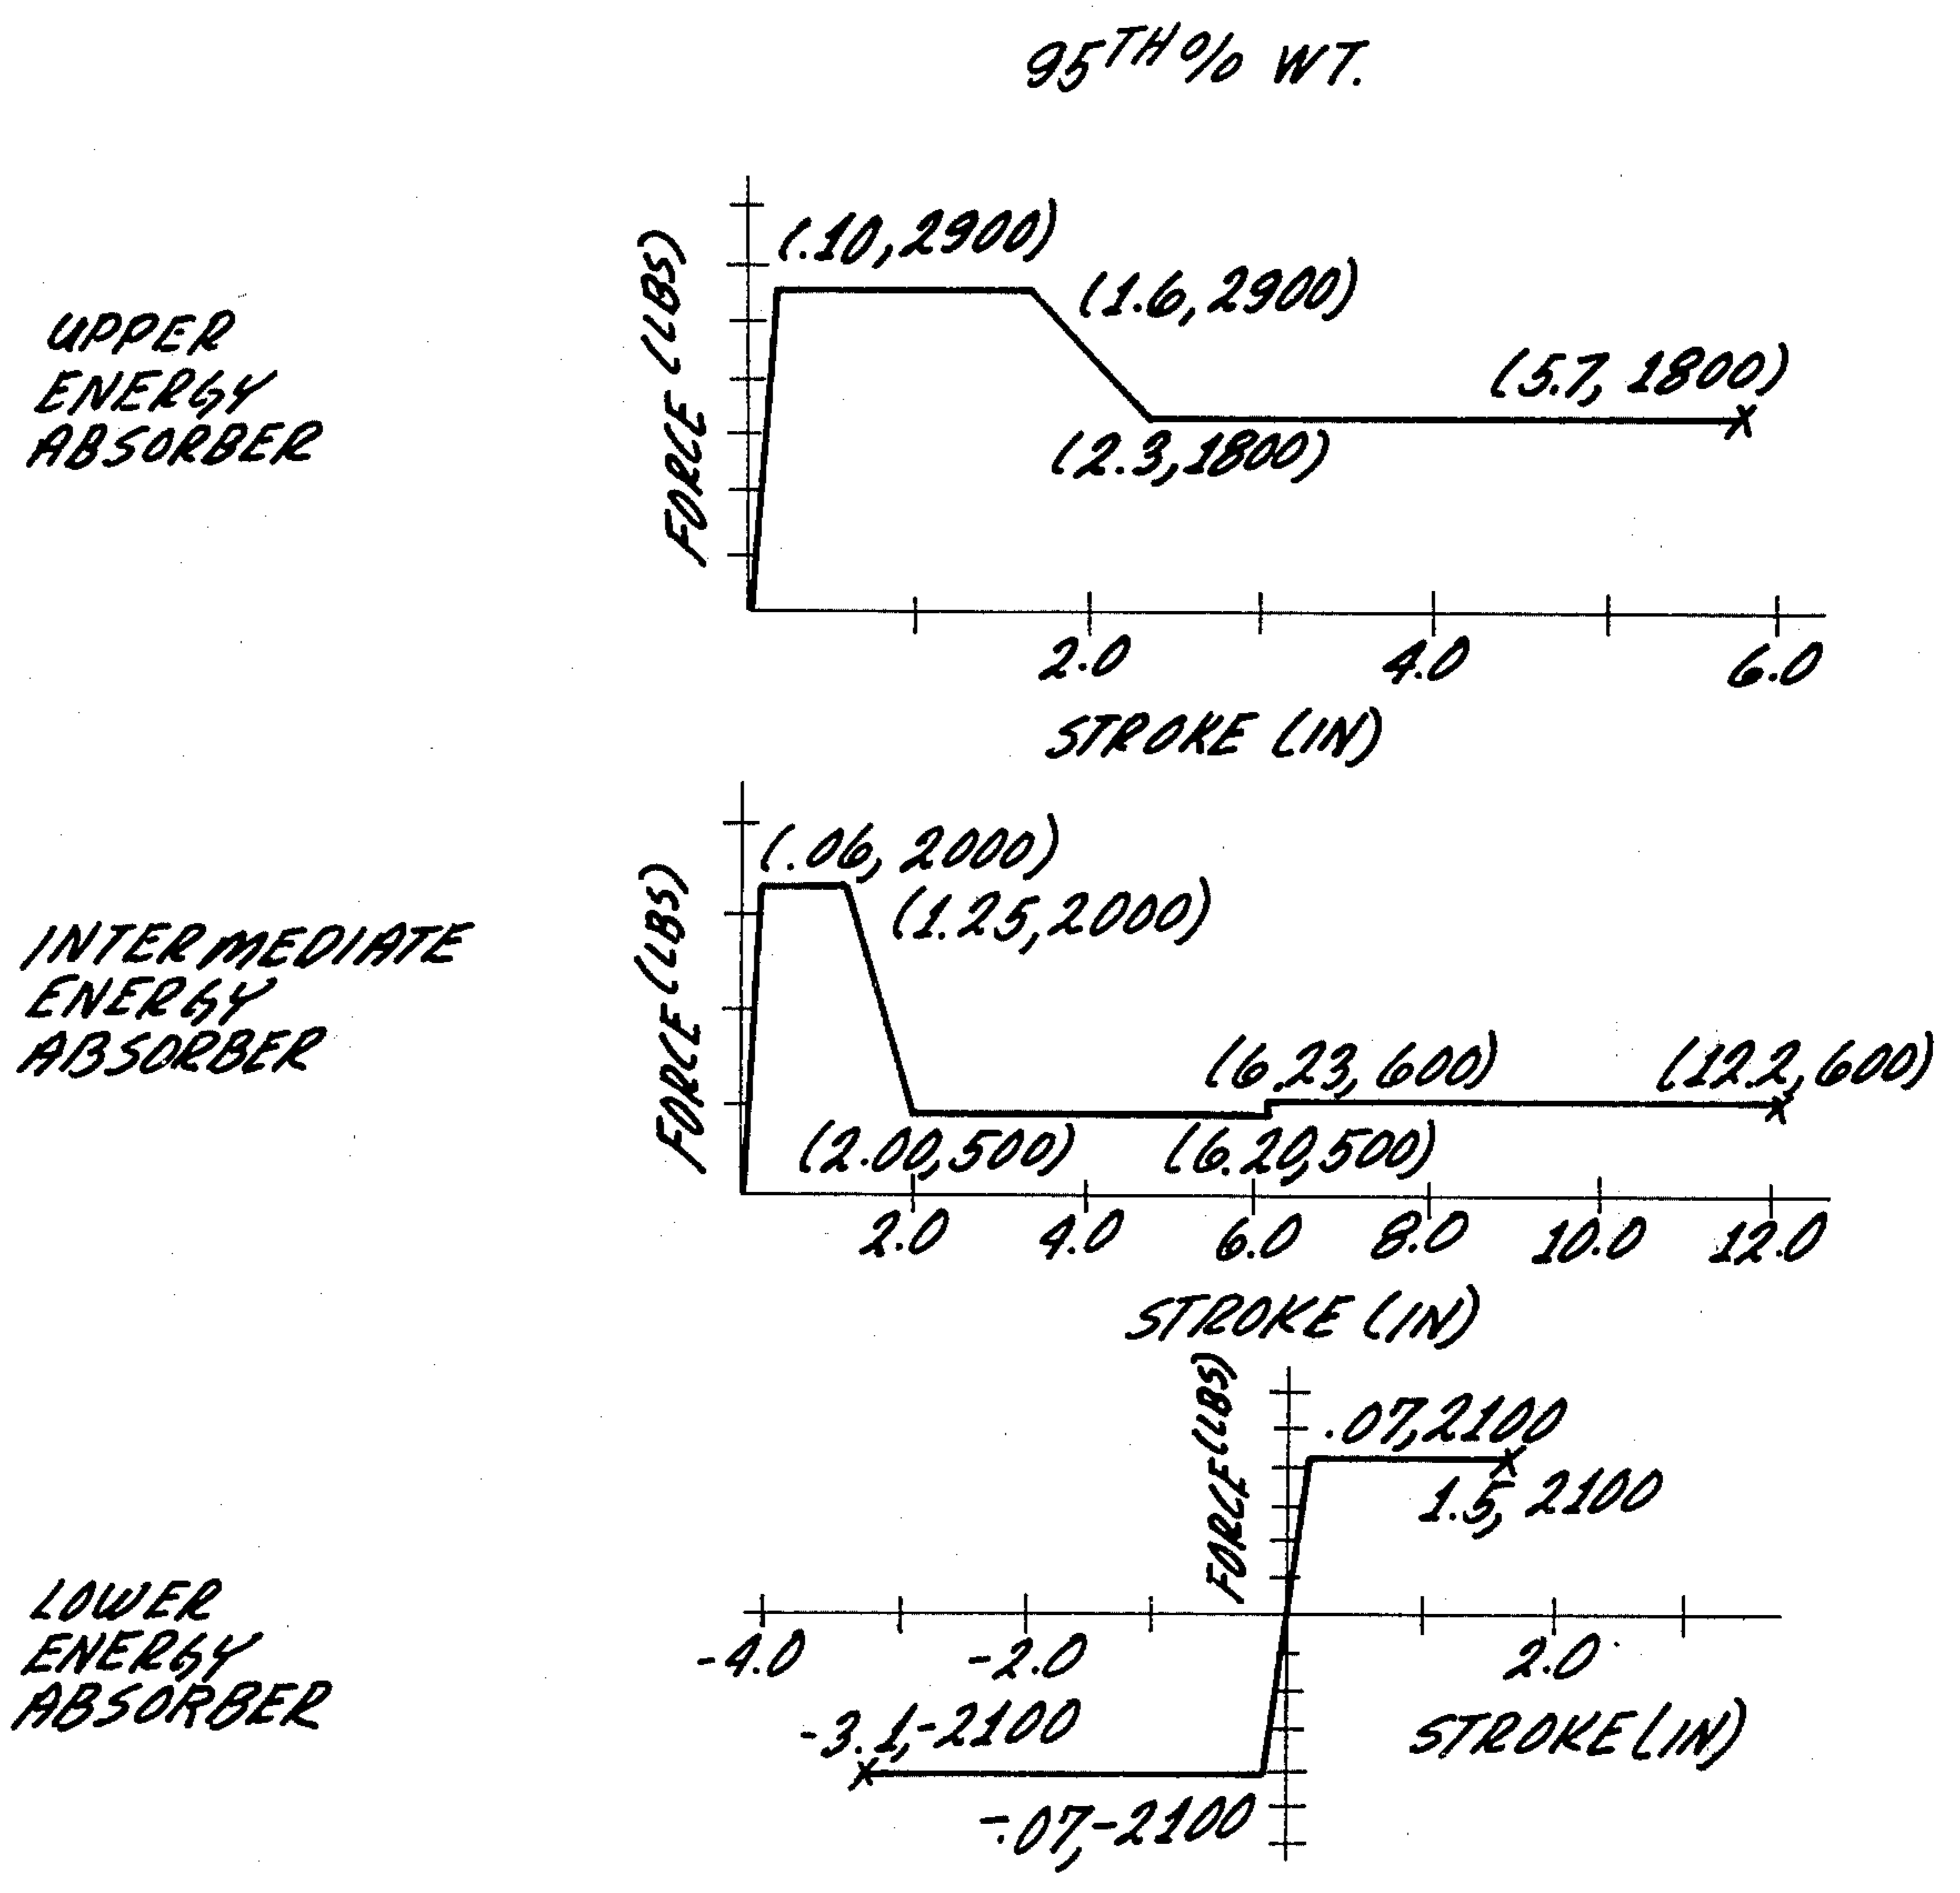 95TH% WT.
UPPER
ENERGY
ABSORBER
FORCE (LBS)
(.10, 2900)
(1.6, 2900)
(5.7, 1800)
(2.3, 1800)
2.0 4.0 6.0
STROKE (IN)
INTERMEDIATE
ENERGY
ABSORBER
FORCE (LBS)
(.06, 2000)
(1.25, 2000)
(6.23, 600) (12.2, 600)
(2.00, 500) (6.20, 500)
2.0 4.0 6.0 8.0 10.0 12.0
STROKE (IN)
LOWER
ENERGY
ABSORBER
FORCE (LBS)
.07, 2100
1.5, 2100
-4.0 -2.0 2.0
-3.1, -2100
STROKE (IN)
-.07, -2100